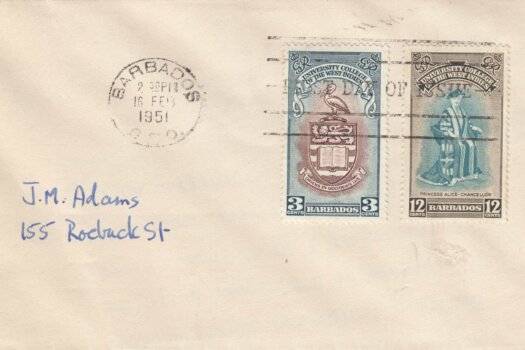 BARBADOS
2 30PM
16 FE
1951
G.P.O.
FIRST DAY OF ISSUE
UNIVERSITY COLLEGE
OF THE WEST INDIES
3 CENTS BARBADOS 3 CENTS
UNIVERSITY COLLEGE
OF THE WEST INDIES
PRINCESS ALICE-CHANCELLOR
12 CENTS BARBADOS 12 CENTS
J.M. Adams
155 Roebuck St